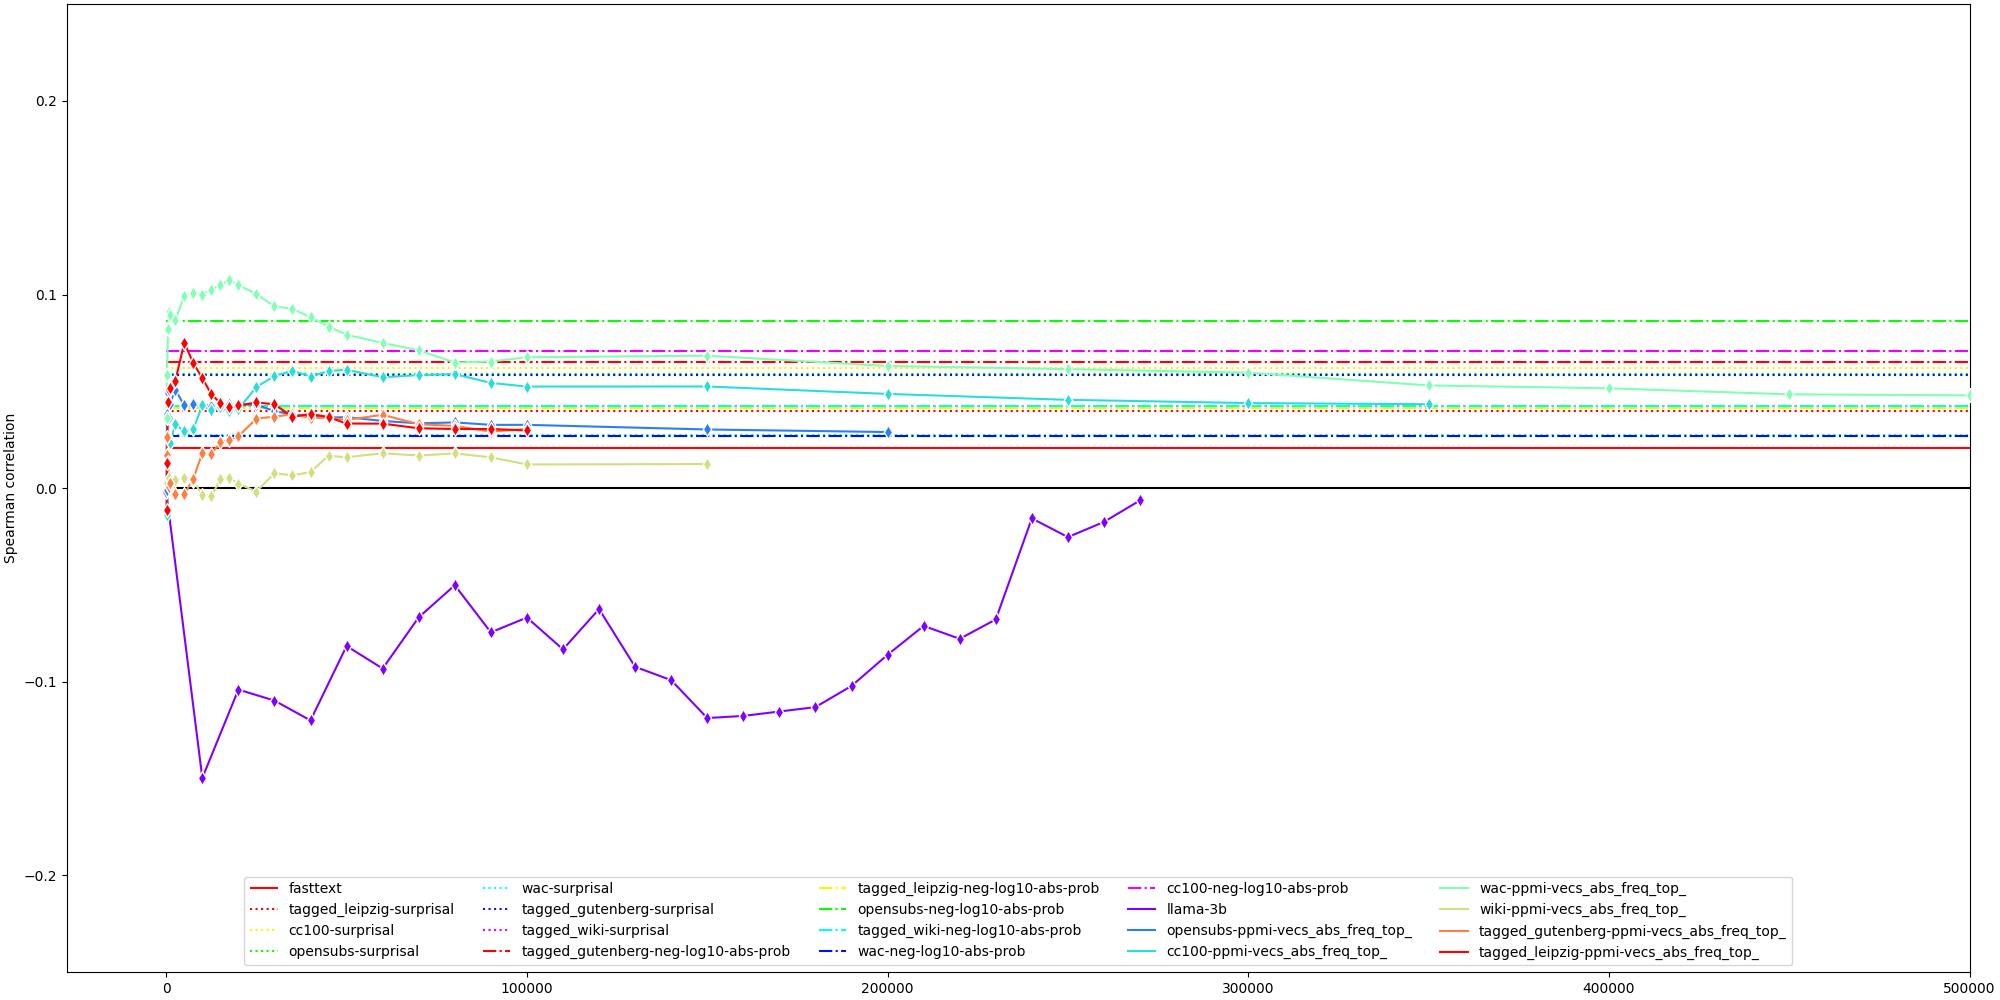 Spearman correlation
0.2
0.1
0.0
−0.1
−0.2
0
100000
200000
300000
400000
500000
fasttext
tagged_leipzig-surprisal
cc100-surprisal
opensubs-surprisal
wac-surprisal
tagged_gutenberg-surprisal
tagged_wiki-surprisal
tagged_gutenberg-neg-log10-abs-prob
tagged_leipzig-neg-log10-abs-prob
opensubs-neg-log10-abs-prob
tagged_wiki-neg-log10-abs-prob
wac-neg-log10-abs-prob
cc100-neg-log10-abs-prob
llama-3b
opensubs-ppmi-vecs_abs_freq_top_
cc100-ppmi-vecs_abs_freq_top_
wac-ppmi-vecs_abs_freq_top_
wiki-ppmi-vecs_abs_freq_top_
tagged_gutenberg-ppmi-vecs_abs_freq_top_
tagged_leipzig-ppmi-vecs_abs_freq_top_